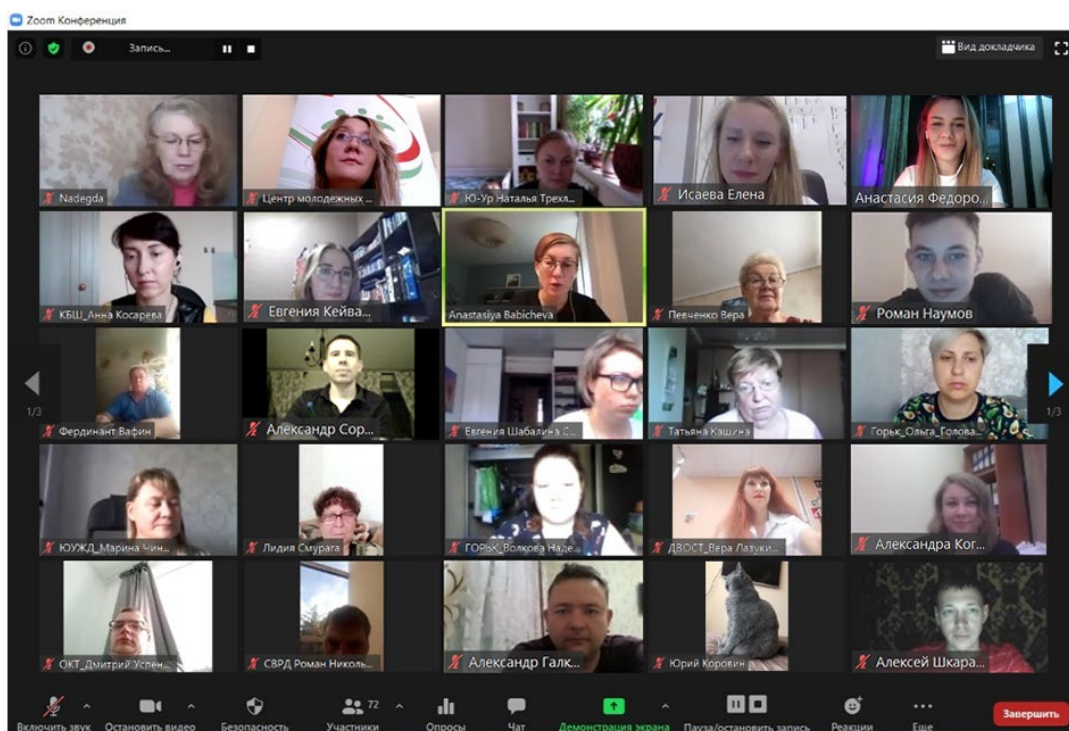 Zoom Конференция
Запись...
Вид докладчика
Nadegda
Центр молодежных ...
Ю-Ур Наталья Трехл...
Исаева Елена
Анастасия Федоро...
КБШ_Анна Косарева
Евгения Кейва...
Anastasiya Babicheva
Певченко Вера
Роман Наумов
1/3
1/3
Фердинант Вафин
Александр Сор...
Евгения Шабалина С...
Татьяна Кашина
Горьк_Ольга_Голова...
ЮУЖД_Марина Чин...
Лидия Смурага
ГОРЬК_Волкова Наде...
ДВОСТ_Вера Лазуки...
Александра Ког...
ОКТ_Дмитрий Успен...
СВРД Роман Николь...
Александр Галк...
Юрий Коровин
Алексей Шкара...
Включить звук
Остановить видео
Безопасность
72
Участники
Опросы
Чат
Демонстрация экрана
Пауза/остановить запись
Реакции
Еще
Завершить